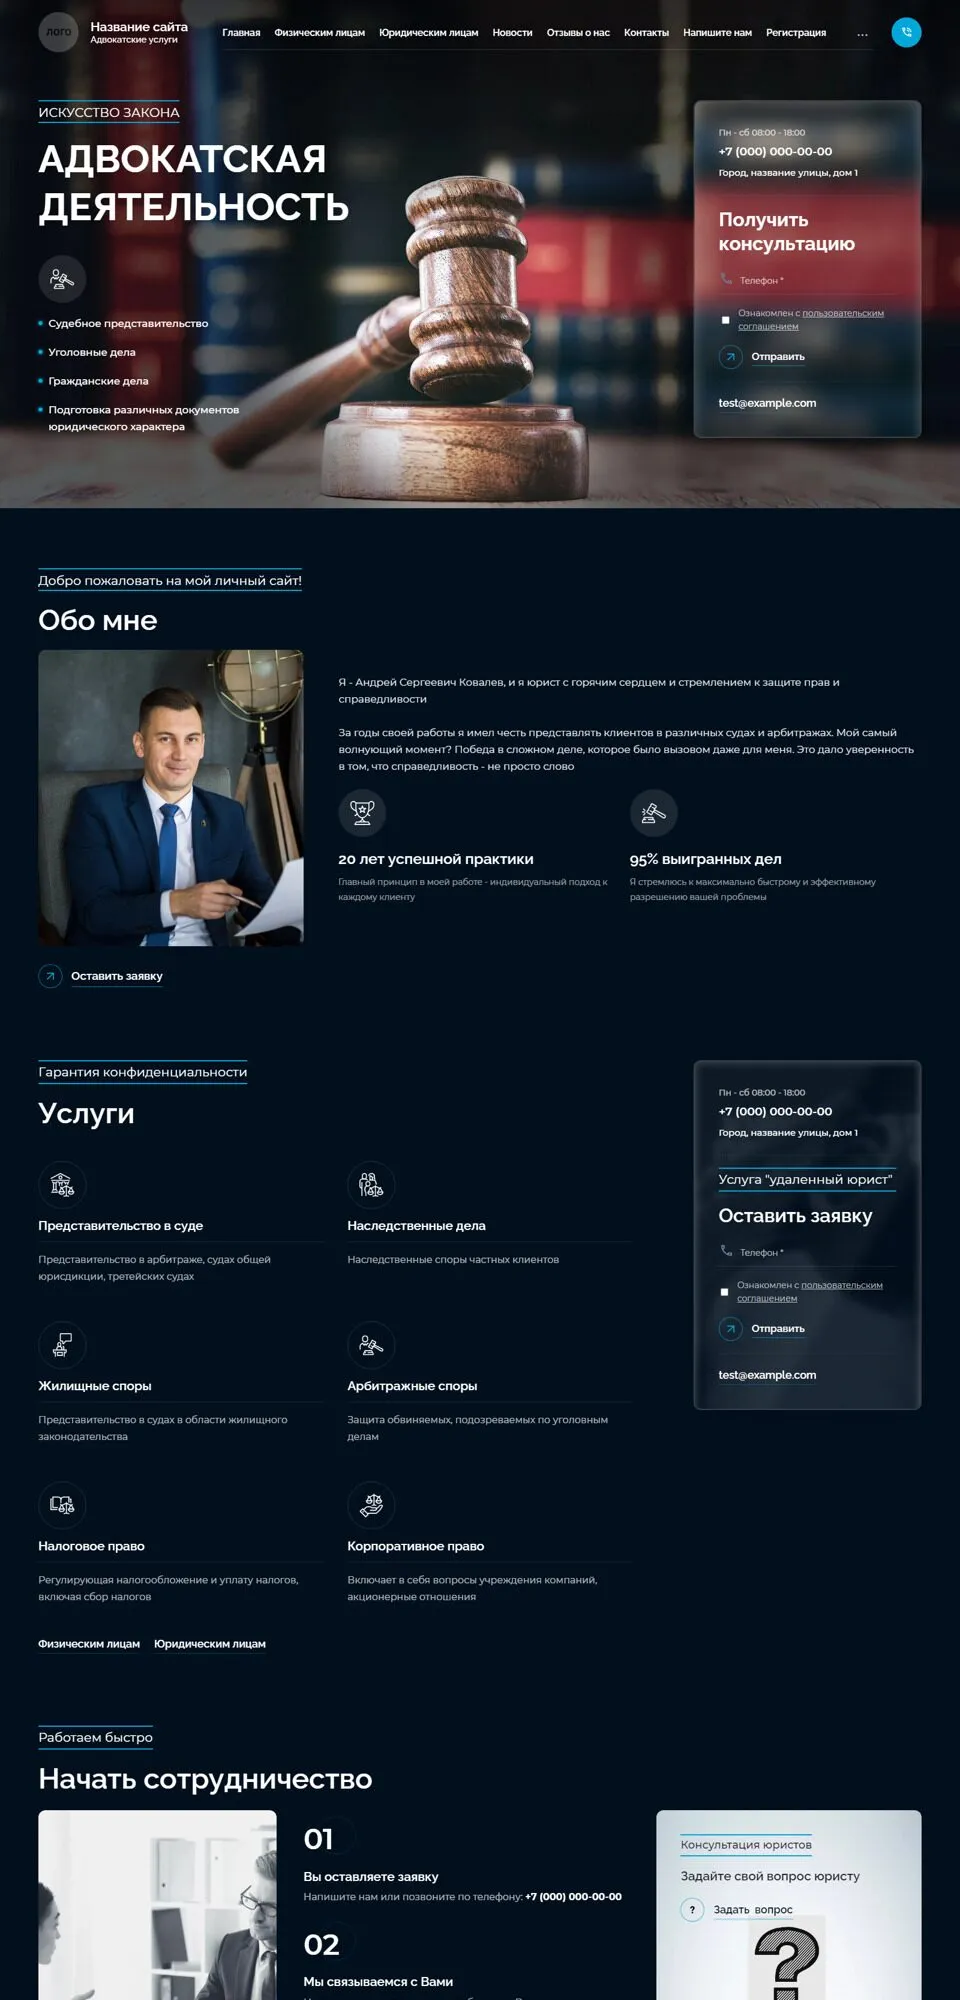 ЛОГО
Название сайта
Адвокатские услуги
Главная Физическим лицам Юридическим лицам Новости Отзывы о нас Контакты Напишите нам Регистрация ...
ИСКУССТВО ЗАКОНА
АДВОКАТСКАЯ
ДЕЯТЕЛЬНОСТЬ
Судебное представительство
Уголовные дела
Гражданские дела
Подготовка различных документов
юридического характера
Пн - сб 08:00 - 18:00
+7 (000) 000-00-00
Город, название улицы, дом 1
Получить
консультацию
Телефон *
Ознакомлен с пользовательским
соглашением
Отправить
test@example.com
Добро пожаловать на мой личный сайт!
Обо мне
Я - Андрей Сергеевич Ковалев, и я юрист с горячим сердцем и стремлением к защите прав и
справедливости
За годы своей работы я имел честь представлять клиентов в различных судах и арбитражах. Мой самый
волнующий момент? Победа в сложном деле, которое было вызовом даже для меня. Это дало уверенность
в том, что справедливость - не просто слово
20 лет успешной практики
Главный принцип в моей работе - индивидуальный подход к
каждому клиенту
95% выигранных дел
Я стремлюсь к максимально быстрому и эффективному
разрешению вашей проблемы
Оставить заявку
Гарантия конфиденциальности
Услуги
Представительство в суде
Представительство в арбитраже, судах общей
юрисдикции, третейских судах
Наследственные дела
Наследственные споры частных клиентов
Жилищные споры
Представительство в судах в области жилищного
законодательства
Арбитражные споры
Защита обвиняемых, подозреваемых по уголовным
делам
Налоговое право
Регулирующая налогообложение и уплату налогов,
включая сбор налогов
Корпоративное право
Включает в себя вопросы учреждения компаний,
акционерные отношения
Физическим лицам Юридическим лицам
Пн - сб 08:00 - 18:00
+7 (000) 000-00-00
Город, название улицы, дом 1
Услуга "удаленный юрист"
Оставить заявку
Телефон *
Ознакомлен с пользовательским
соглашением
Отправить
test@example.com
Работаем быстро
Начать сотрудничество
01
Вы оставляете заявку
Напишите нам или позвоните по телефону: +7 (000) 000-00-00
02
Мы связываемся с Вами
Консультация юристов
Задайте свой вопрос юристу
? Задать вопрос
?